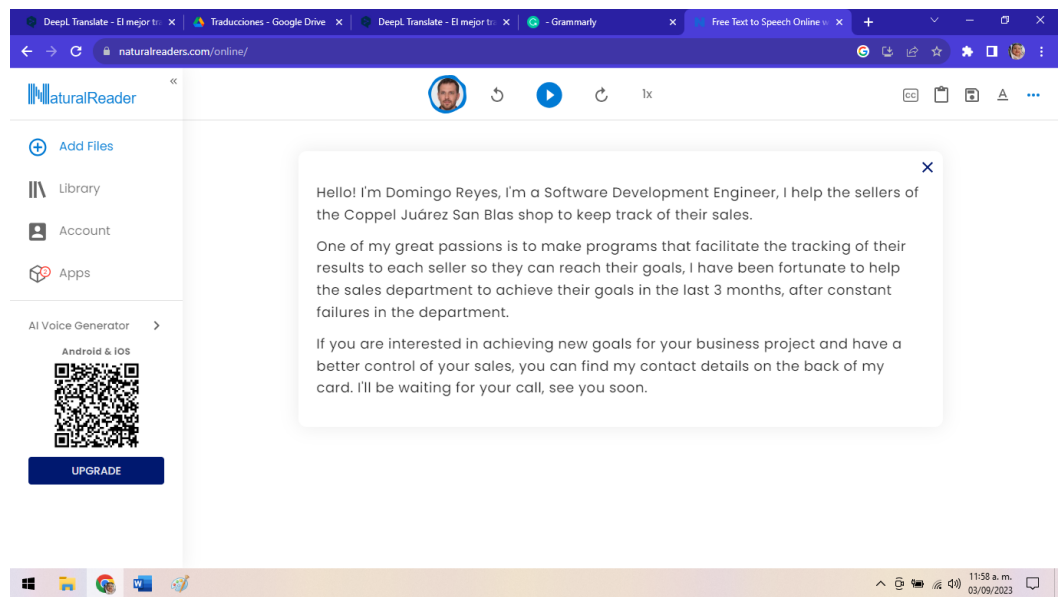 DeepL Translate - El mejor tra
Traducciones - Google Drive
DeepL Translate - El mejor tra
- Grammarly
Free Text to Speech Online w
naturalreaders.com/online/
NaturalReader
1x
CC
Add Files
Library
Account
2
Apps
AI Voice Generator
Android & iOS
UPGRADE
Hello! I'm Domingo Reyes, I'm a Software Development Engineer, I help the sellers of
the Coppel Juárez San Blas shop to keep track of their sales.
One of my great passions is to make programs that facilitate the tracking of their
results to each seller so they can reach their goals, I have been fortunate to help
the sales department to achieve their goals in the last 3 months, after constant
failures in the department.
If you are interested in achieving new goals for your business project and have a
better control of your sales, you can find my contact details on the back of my
card. I'll be waiting for your call, see you soon.
11:58 a. m.
03/09/2023